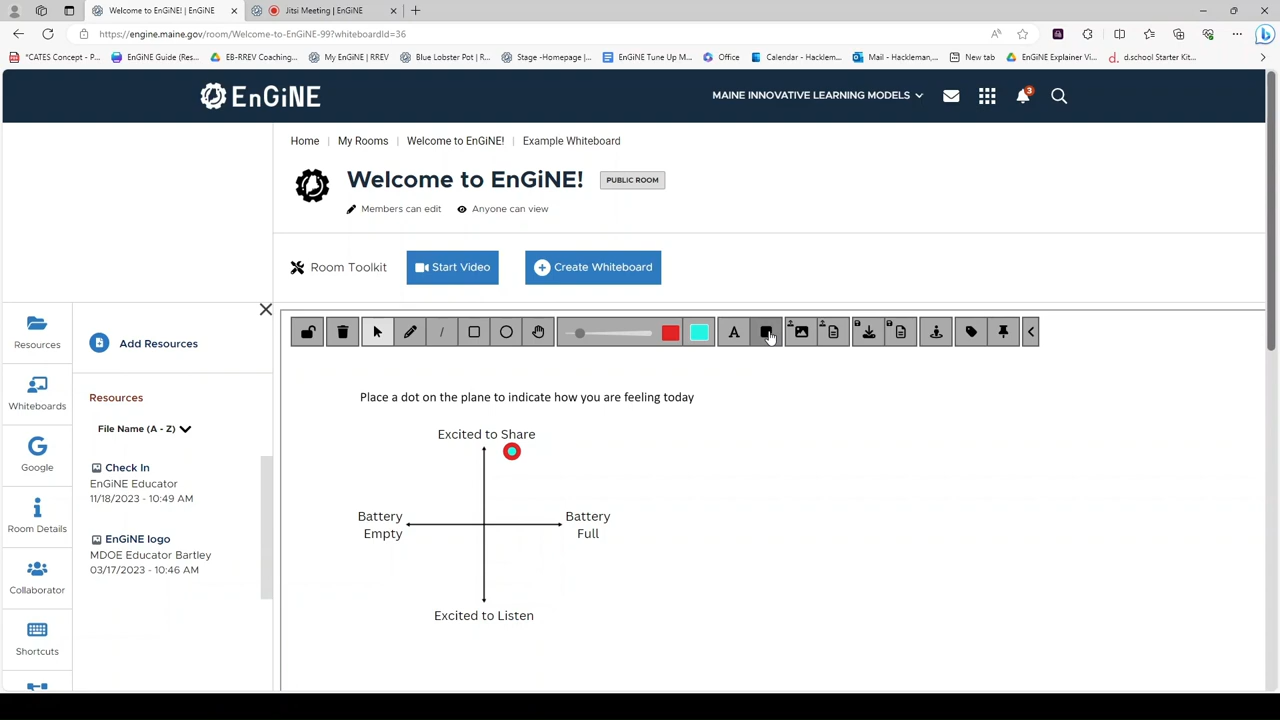 Welcome to EnGiNE! | EnGiNE
Jitsi Meeting | EnGiNE
https://engine.maine.gov/room/Welcome-to-EnGiNE-99?whiteboardId=36
*CATES Concept - P...
EnGiNE Guide (Res...
EB-RREV Coaching...
My EnGiNE | RREV
Blue Lobster Pot | R...
Stage -Homepage |...
EnGiNE Tune Up M...
Office
Calendar - Hacklem...
Mail - Hackleman,...
New tab
EnGiNE Explainer Vi...
d.school Starter Kit...
EnGiNE
MAINE INNOVATIVE LEARNING MODELS
3
Home | My Rooms | Welcome to EnGiNE! | Example Whiteboard
Welcome to EnGiNE!
PUBLIC ROOM
Members can edit
Anyone can view
Room Toolkit
Start Video
Create Whiteboard
Resources
Whiteboards
Google
Room Details
Collaborator
Shortcuts
Add Resources
Resources
File Name (A - Z)
Check In
EnGiNE Educator
11/18/2023 - 10:49 AM
EnGiNE logo
MDOE Educator Bartley
03/17/2023 - 10:46 AM
A
Place a dot on the plane to indicate how you are feeling today
Excited to Share
Battery
Empty
Battery
Full
Excited to Listen